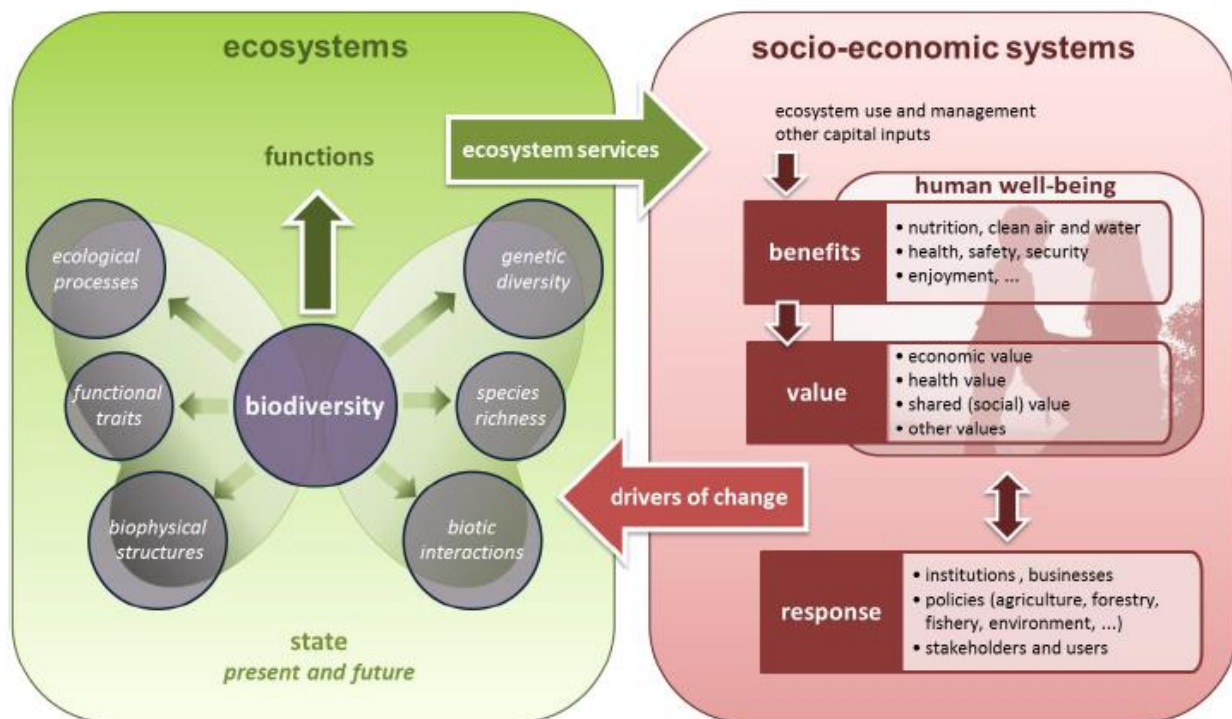 ecosystems
functions
ecological
processes
genetic
diversity
functional
traits
biodiversity
species
richness
biophysical
structures
biotic
interactions
state
present and future
ecosystem services
drivers of change
socio-economic systems
ecosystem use and management
other capital inputs
human well-being
benefits
• nutrition, clean air and water
• health, safety, security
• enjoyment, ...
value
• economic value
• health value
• shared (social) value
• other values
response
• institutions , businesses
• policies (agriculture, forestry,
fishery, environment, ...)
• stakeholders and users